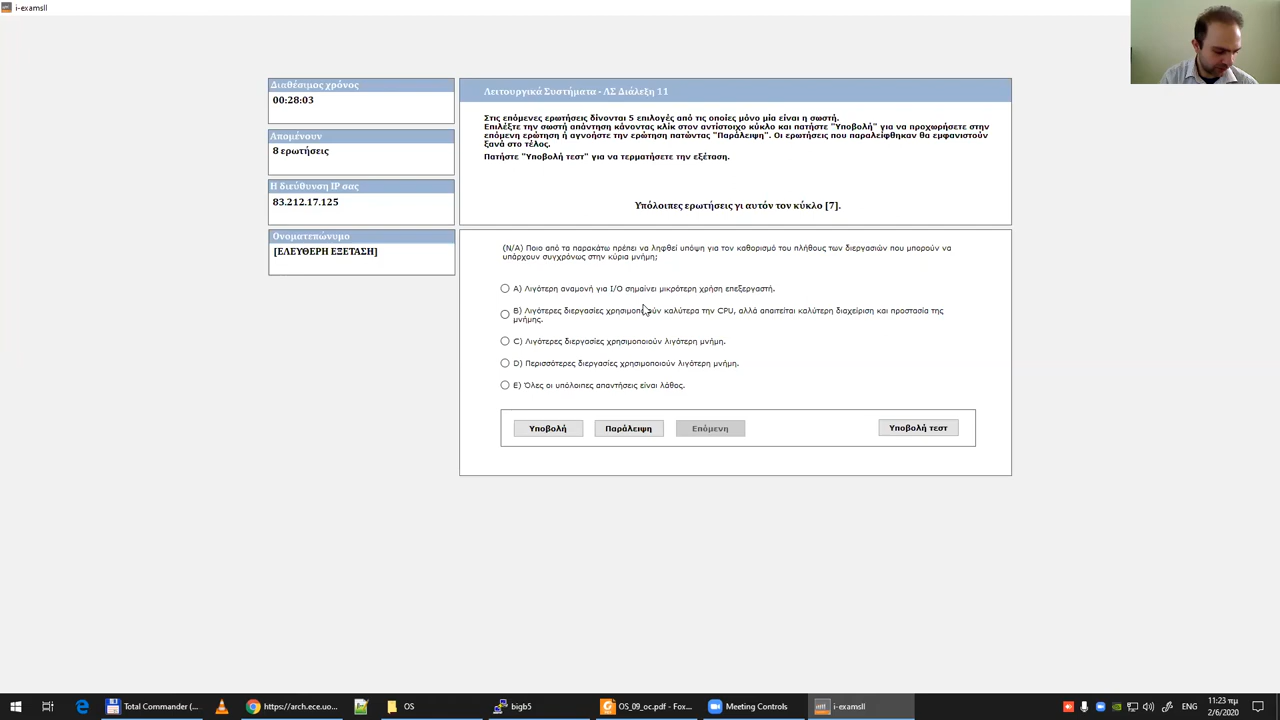 i-examsII
Διαθέσιμος χρόνος
00:28:03
Απομένουν
8 ερωτήσεις
Η διεύθυνση IP σας
83.212.17.125
Ονοματεπώνυμο
[ΕΛΕΥΘΕΡΗ ΕΞΕΤΑΣΗ]
Λειτουργικά Συστήματα - ΛΣ Διάλεξη 11
Στις επόμενες ερωτήσεις δίνονται 5 επιλογές από τις οποίες μόνο μία είναι η σωστή.
Επιλέξτε την σωστή απάντηση κάνοντας κλίκ στον αντίστοιχο κύκλο και πατήστε "Υποβολή" για να προχωρήσετε στην
επόμενη ερώτηση ή αγνοήστε την ερώτηση πατώντας "Παράλειψη". Οι ερωτήσεις που παραλείφθηκαν θα εμφανιστούν
ξανά στο τέλος.
Πατήστε "Υποβολή τεστ" για να τερματήσετε την εξέταση.
Υπόλοιπες ερωτήσεις γι αυτόν τον κύκλο [7].
(N/A) Ποιο από τα παρακάτω πρέπει να ληφθεί υπόψη για τον καθορισμό του πλήθους των διεργασιών που μπορούν να
υπάρχουν συγχρόνως στην κύρια μνήμη;
A) Λιγότερη αναμονή για I/O σημαίνει μικρότερη χρήση επεξεργαστή.
B) Λιγότερες διεργασίες χρησιμοποιούν καλύτερα την CPU, αλλά απαιτείται καλύτερη διαχείριση και προστασία της
μνήμης.
C) Λιγότερες διεργασίες χρησιμοποιούν λιγότερη μνήμη.
D) Περισσότερες διεργασίες χρησιμοποιούν λιγότερη μνήμη.
E) Όλες οι υπόλοιπες απαντήσεις είναι λάθος.
Υποβολή
Παράλειψη
Επόμενη
Υποβολή τεστ
Total Commander (...
https://arch.ece.uo...
OS
bigb5
OS_09_oc.pdf - Fox...
Meeting Controls
i-examsII
ENG
11:23 πμ
2/6/2020